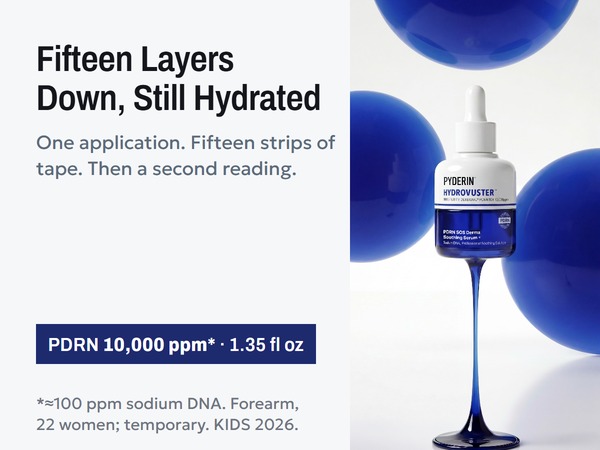 Fifteen Layers
Down, Still Hydrated
One application. Fifteen strips of
tape. Then a second reading.
PDRN 10,000 ppm* · 1.35 fl oz
*≈100 ppm sodium DNA. Forearm,
22 women; temporary. KIDS 2026.
PYDERIN
HYDROVUSTER
PDRN SOS Derma
Soothing Serum